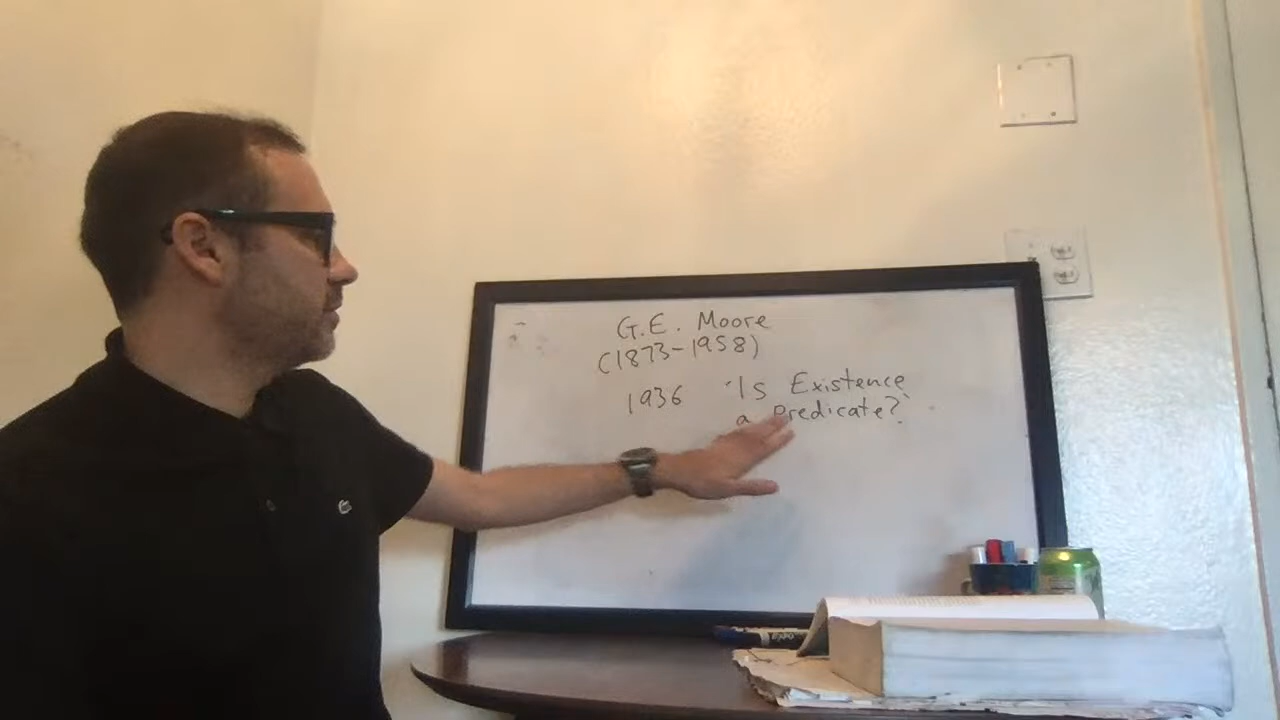 G.E. Moore
(1873-1958)
1936 'Is Existence
a Predicate?'